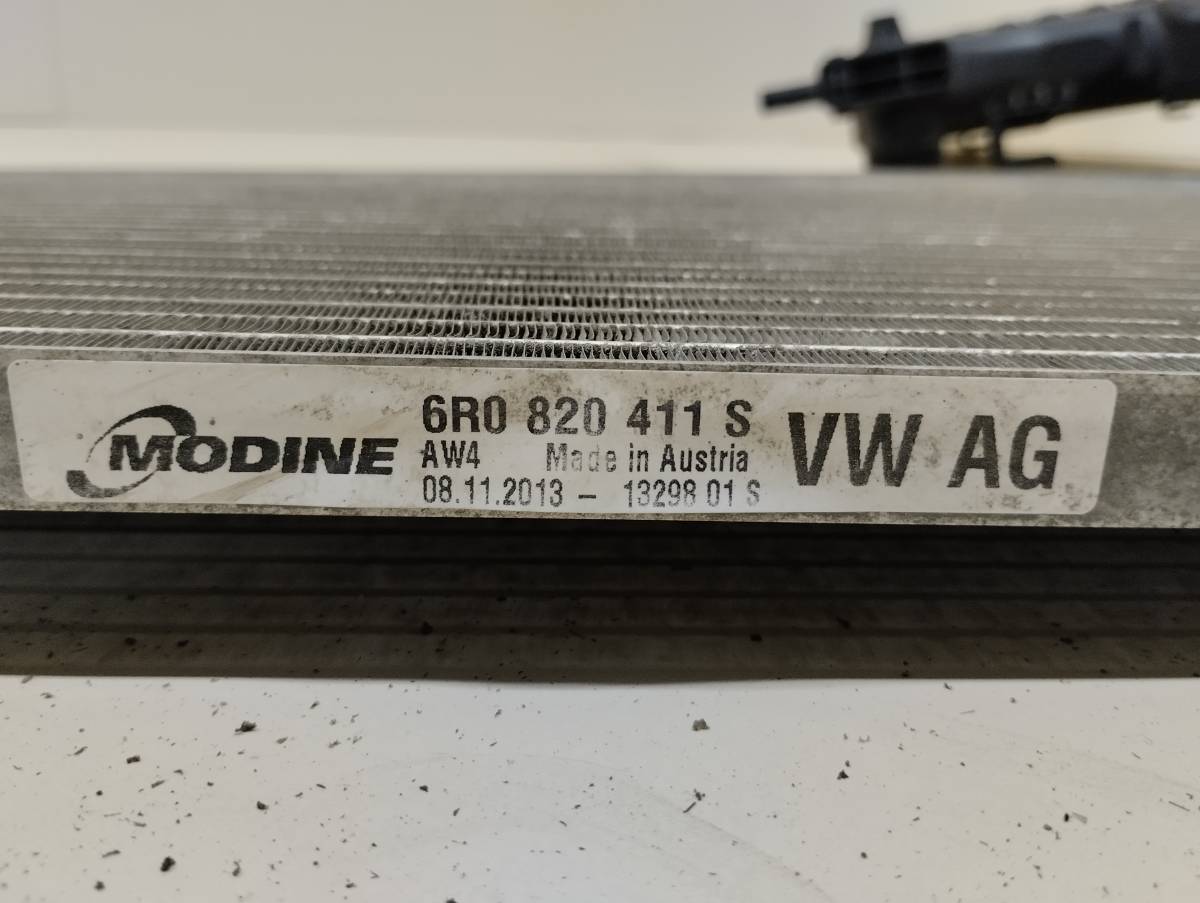 MODINE
6R0 820 411 S
AW4 Made in Austria
08.11.2013 – 13298 01 S
VW AG